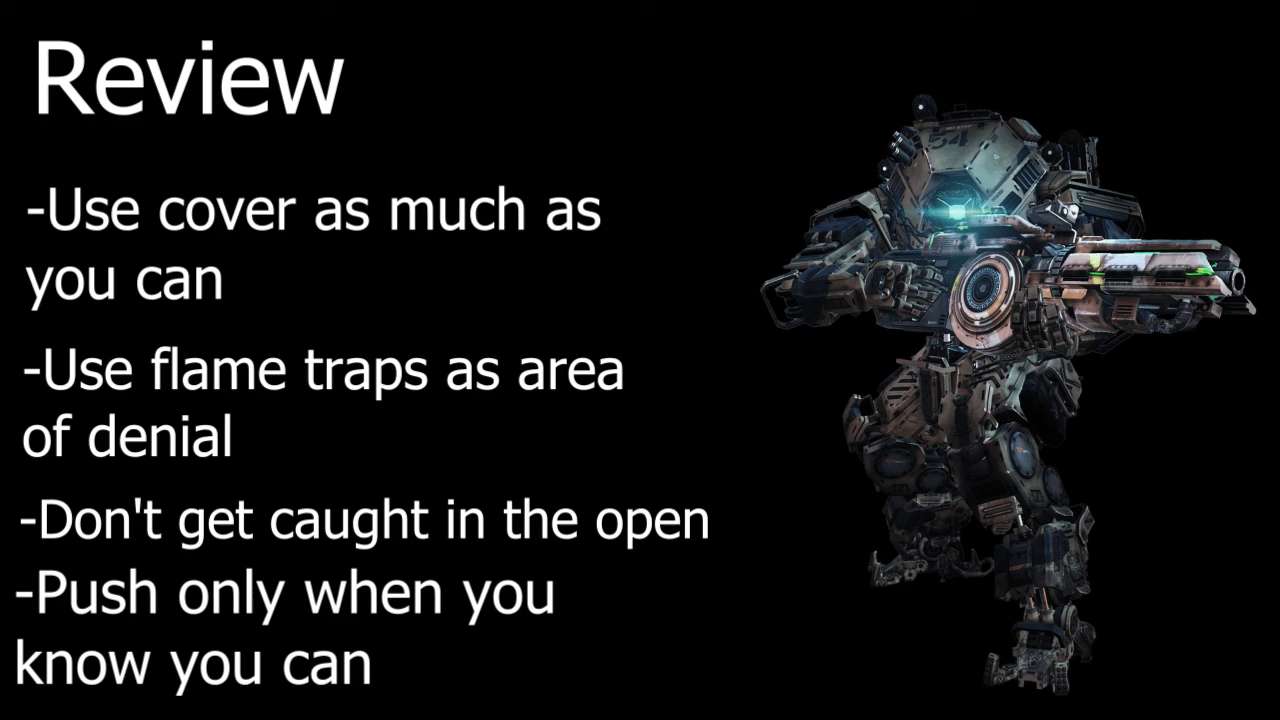 Review
-Use cover as much as
you can
-Use flame traps as area
of denial
-Don't get caught in the open
-Push only when you
know you can
54